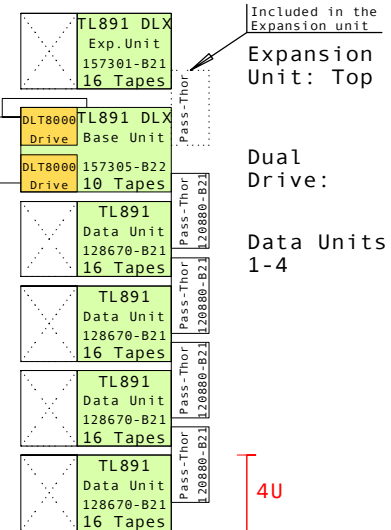 Included in the
Expansion unit
TL891 DLX
Exp.Unit
157301-B21
16 Tapes
Pass-Thor
Expansion
Unit: Top
DLT8000
Drive
TL891 DLX
Base Unit
DLT8000
Drive
157305-B22
10 Tapes
Dual
Drive:
Pass-Thor
120880-B21
TL891
Data Unit
128670-B21
16 Tapes
Data Units
1-4
Pass-Thor
120880-B21
TL891
Data Unit
128670-B21
16 Tapes
Pass-Thor
120880-B21
TL891
Data Unit
128670-B21
16 Tapes
Pass-Thor
120880-B21
TL891
Data Unit
128670-B21
16 Tapes
4U